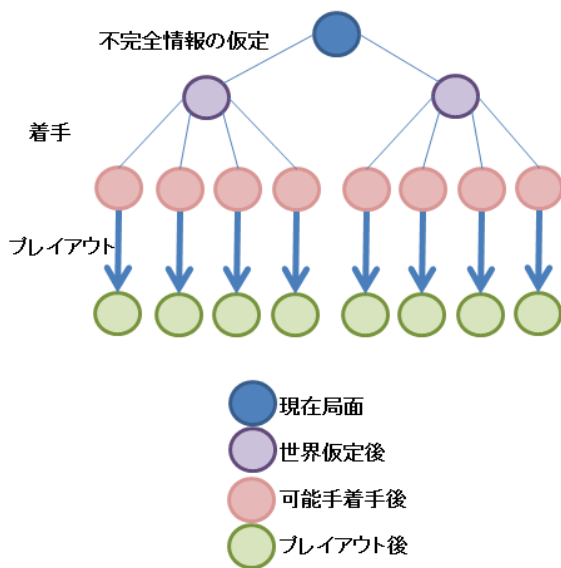 不完全情報の仮定
着手
プレイアウト
現在局面
世界仮定後
可能手着手後
プレイアウト後